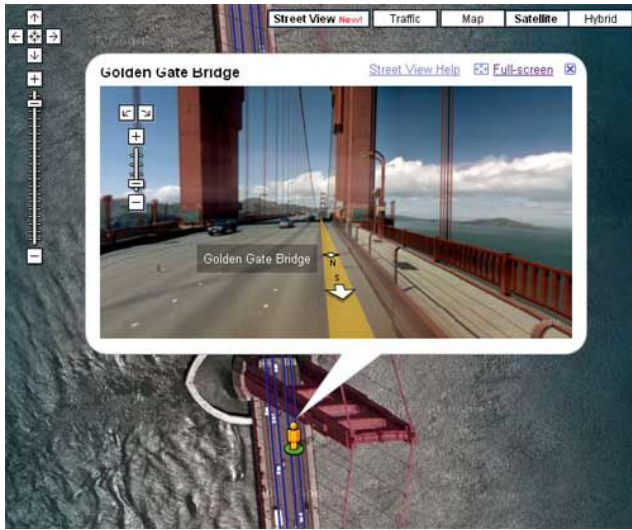 Street View New! Traffic Map Satellite Hybrid
Golden Gate Bridge Street View Help Full-screen
Golden Gate Bridge
N
S